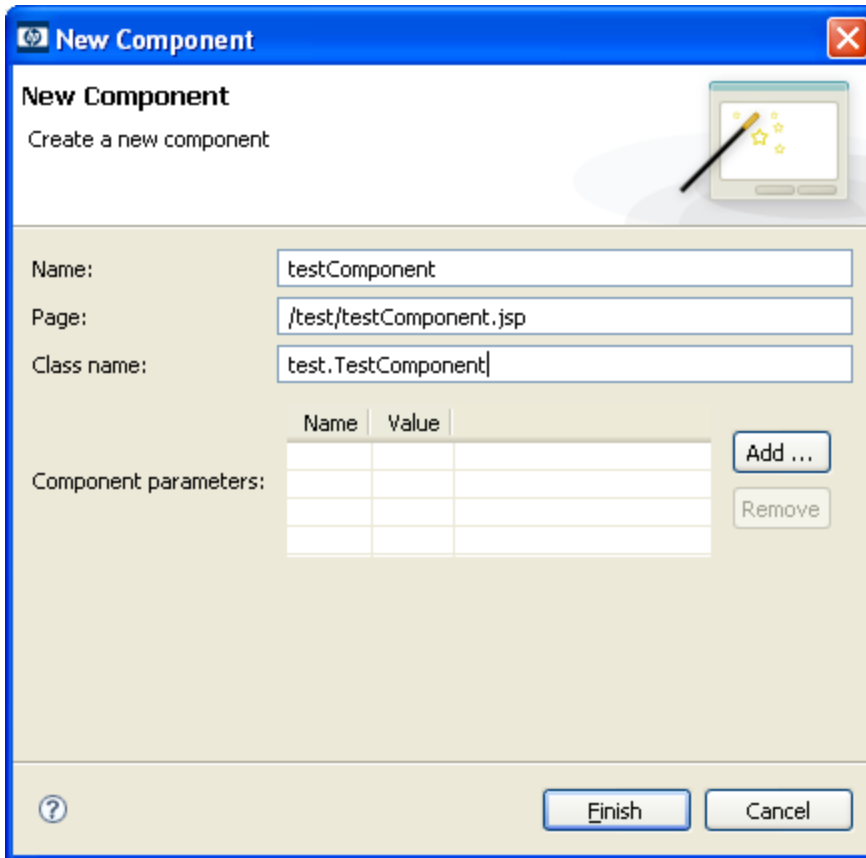 New Component
New Component
Create a new component
Name: testComponent
Page: /test/testComponent.jsp
Class name: test.TestComponent
Name Value
Add ...
Component parameters:
Remove
Finish Cancel